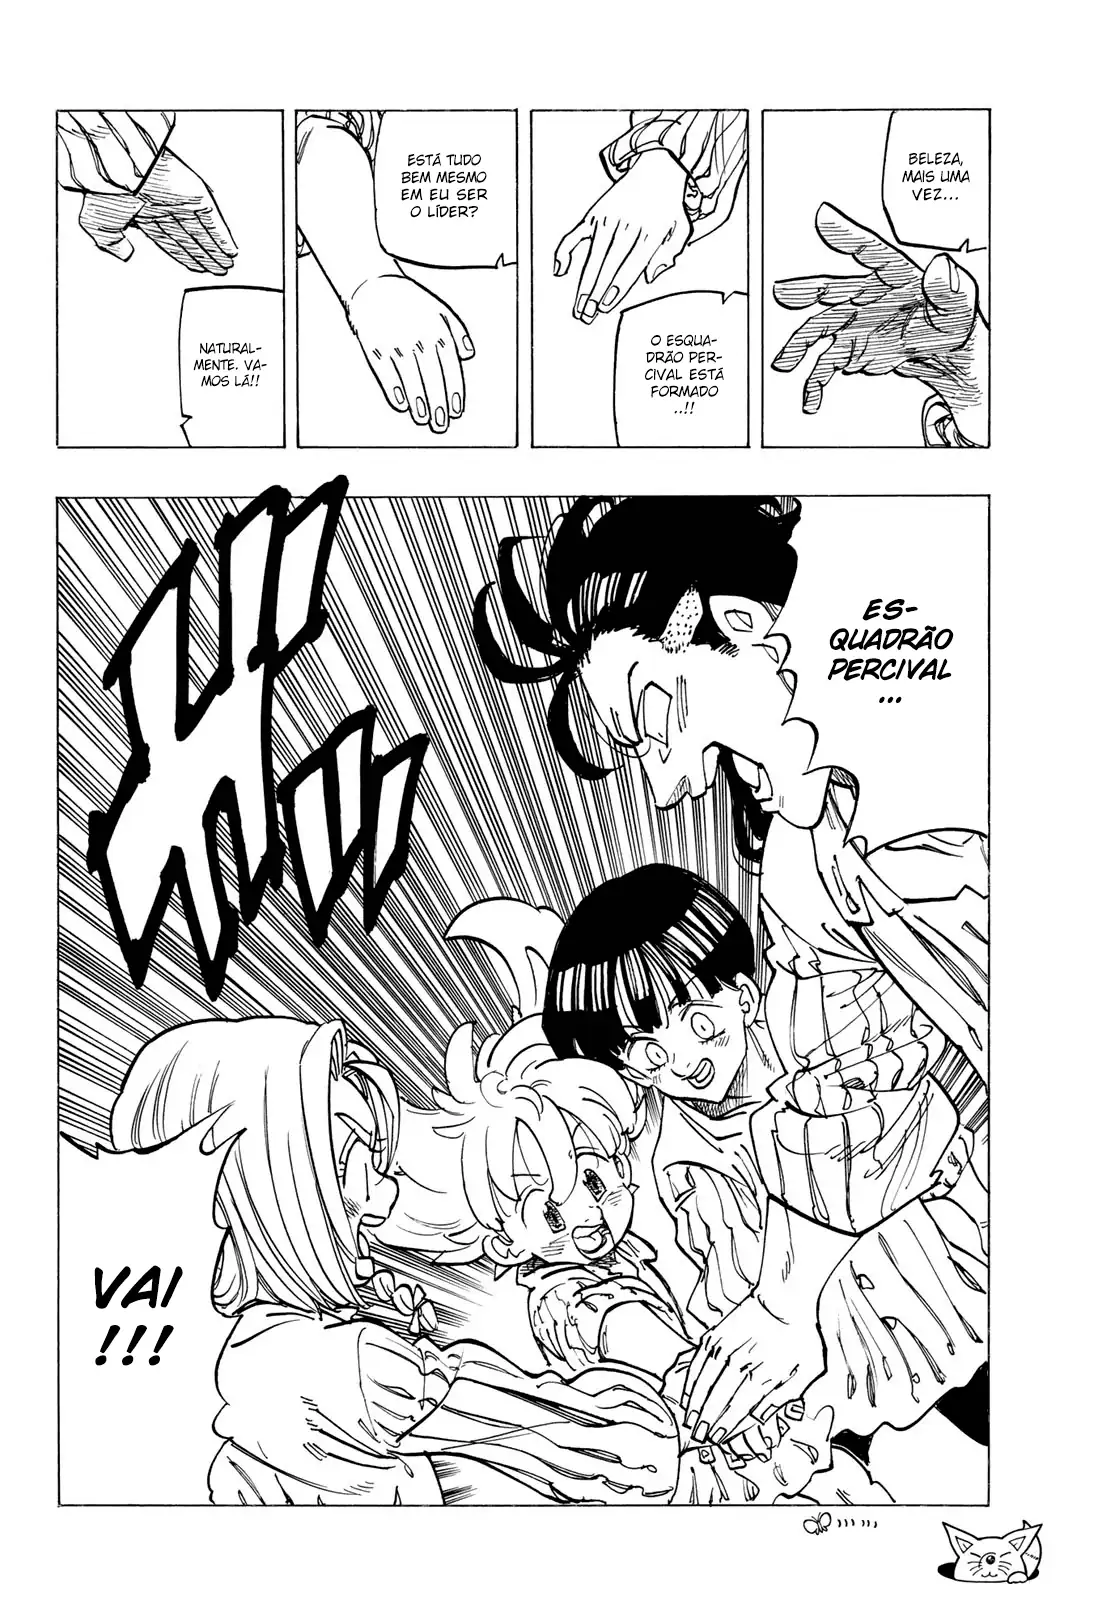 BELEZA,
MAIS UMA
VEZ...
O ESQUA-
DRÃO PER-
CIVAL ESTÁ
FORMADO
..!!
ESTÁ TUDO
BEM MESMO
EM EU SER
O LÍDER?
NATURAL-
MENTE. VA-
MOS LÁ!!
ES-
QUADRÃO
PERCIVAL
...
VAI
!!!